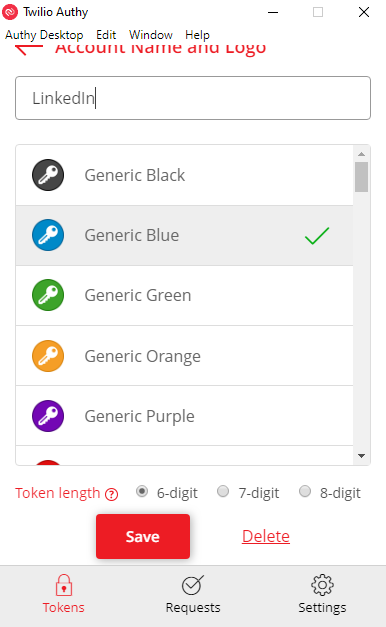 Twilio Authy
Authy Desktop Edit Window Help
Account Name and Logo
LinkedIn
Generic Black
Generic Blue
Generic Green
Generic Orange
Generic Purple
Token length ? 6-digit 7-digit 8-digit
Save Delete
Tokens Requests Settings